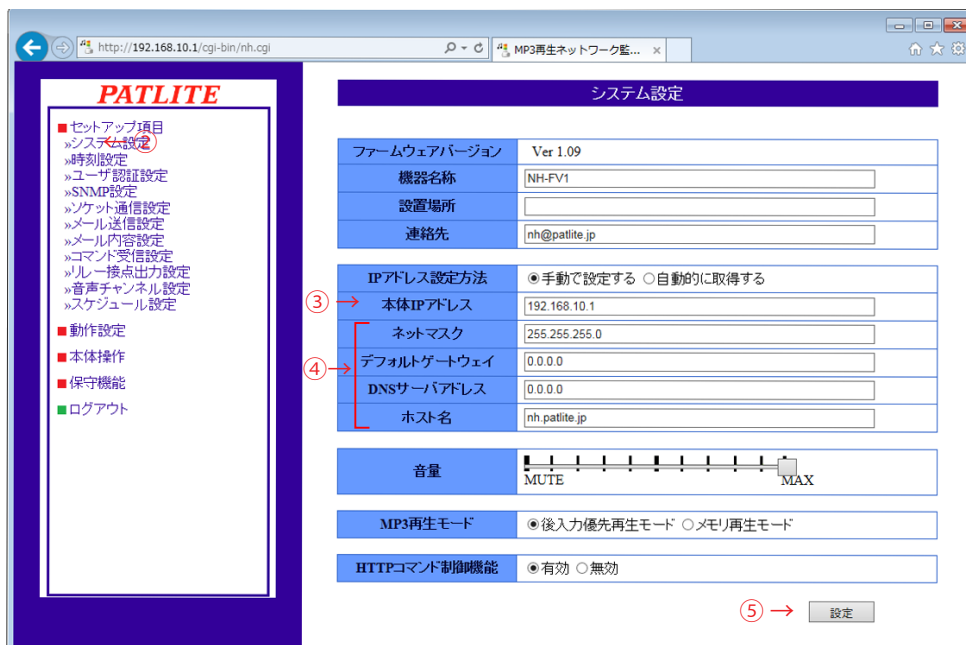 http://192.168.10.1/cgi-bin/nh.cgi
MP3再生ネットワーク監...
PATLITE
セットアップ項目
»システム設定
②
»時刻設定
»ユーザ認証設定
»SNMP設定
»ソケット通信設定
»メール送信設定
»メール内容設定
»コマンド受信設定
»リレー接点出力設定
»音声チャンネル設定
»スケジュール設定
動作設定
本体操作
保守機能
ログアウト
システム設定
ファームウェアバージョン Ver 1.09
機器名称 NH-FV1
設置場所
連絡先 nh@patlite.jp
IPアドレス設定方法 手動で設定する 自動的に取得する
③ 本体IPアドレス 192.168.10.1
ネットマスク 255.255.255.0
④ デフォルトゲートウェイ 0.0.0.0
DNSサーバアドレス 0.0.0.0
ホスト名 nh.patlite.jp
音量 MUTE MAX
MP3再生モード 後入力優先再生モード メモリ再生モード
HTTPコマンド制御機能 有効 無効
⑤ 設定